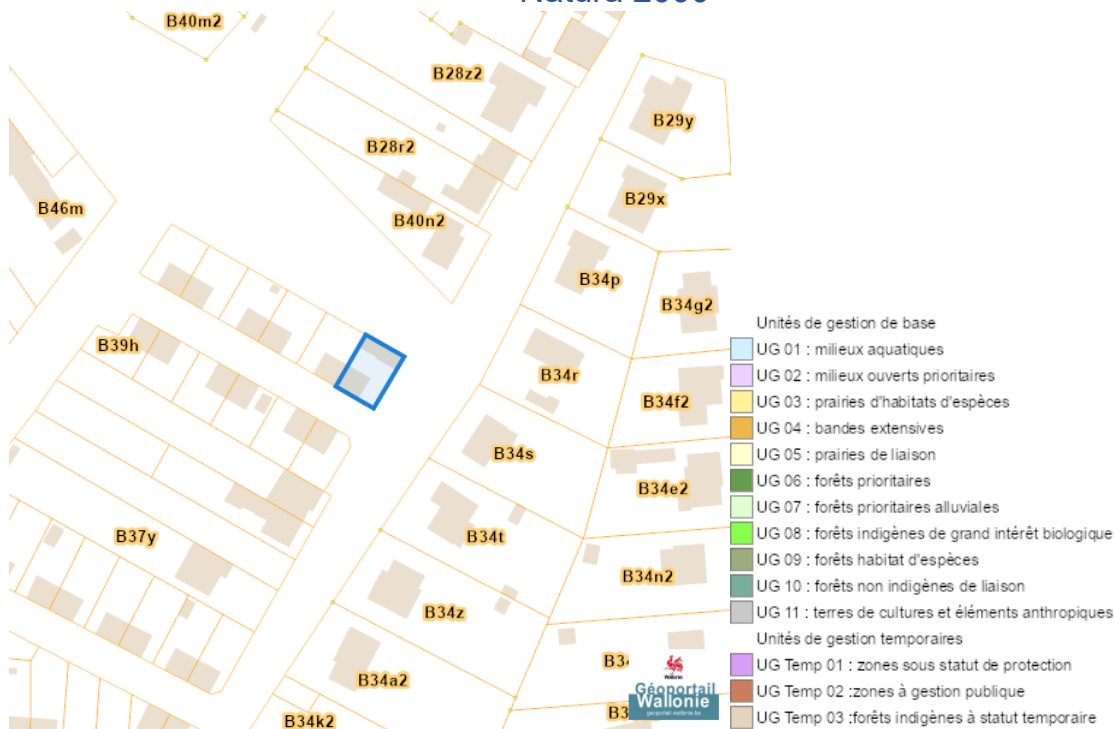 B40m2
B28z2
B29y
B28r2
B29x
B46m
B40n2
B34p
B34g2
B39h
B34r
B34f2
B34s
B34e2
B37y
B34t
B34n2
B34z
B34a2
B34k2
Wallonie
Géoportail
Wallonie
geoportail.wallonie.be
Unités de gestion de base
UG 01 : milieux aquatiques
UG 02 : milieux ouverts prioritaires
UG 03 : prairies d'habitats d'espèces
UG 04 : bandes extensives
UG 05 : prairies de liaison
UG 06 : forêts prioritaires
UG 07 : forêts prioritaires alluviales
UG 08 : forêts indigènes de grand intérêt biologique
UG 09 : forêts habitat d'espèces
UG 10 : forêts non indigènes de liaison
UG 11 : terres de cultures et éléments anthropiques
Unités de gestion temporaires
UG Temp 01 : zones sous statut de protection
UG Temp 02 :zones à gestion publique
UG Temp 03 :forêts indigènes à statut temporaire